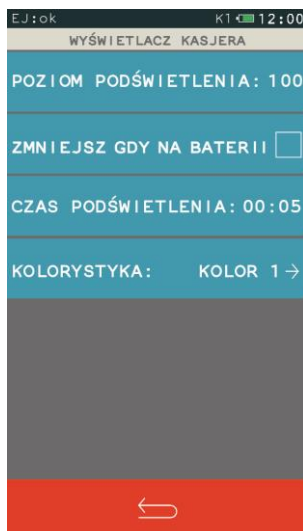 EJ:ok K1 12:00
WYŚWIETLACZ KASJERA
POZIOM PODŚWIETLENIA: 100
ZMNIEJSZ GDY NA BATERII
CZAS PODŚWIETLENIA: 00:05
KOLORYSTYKA: KOLOR 1